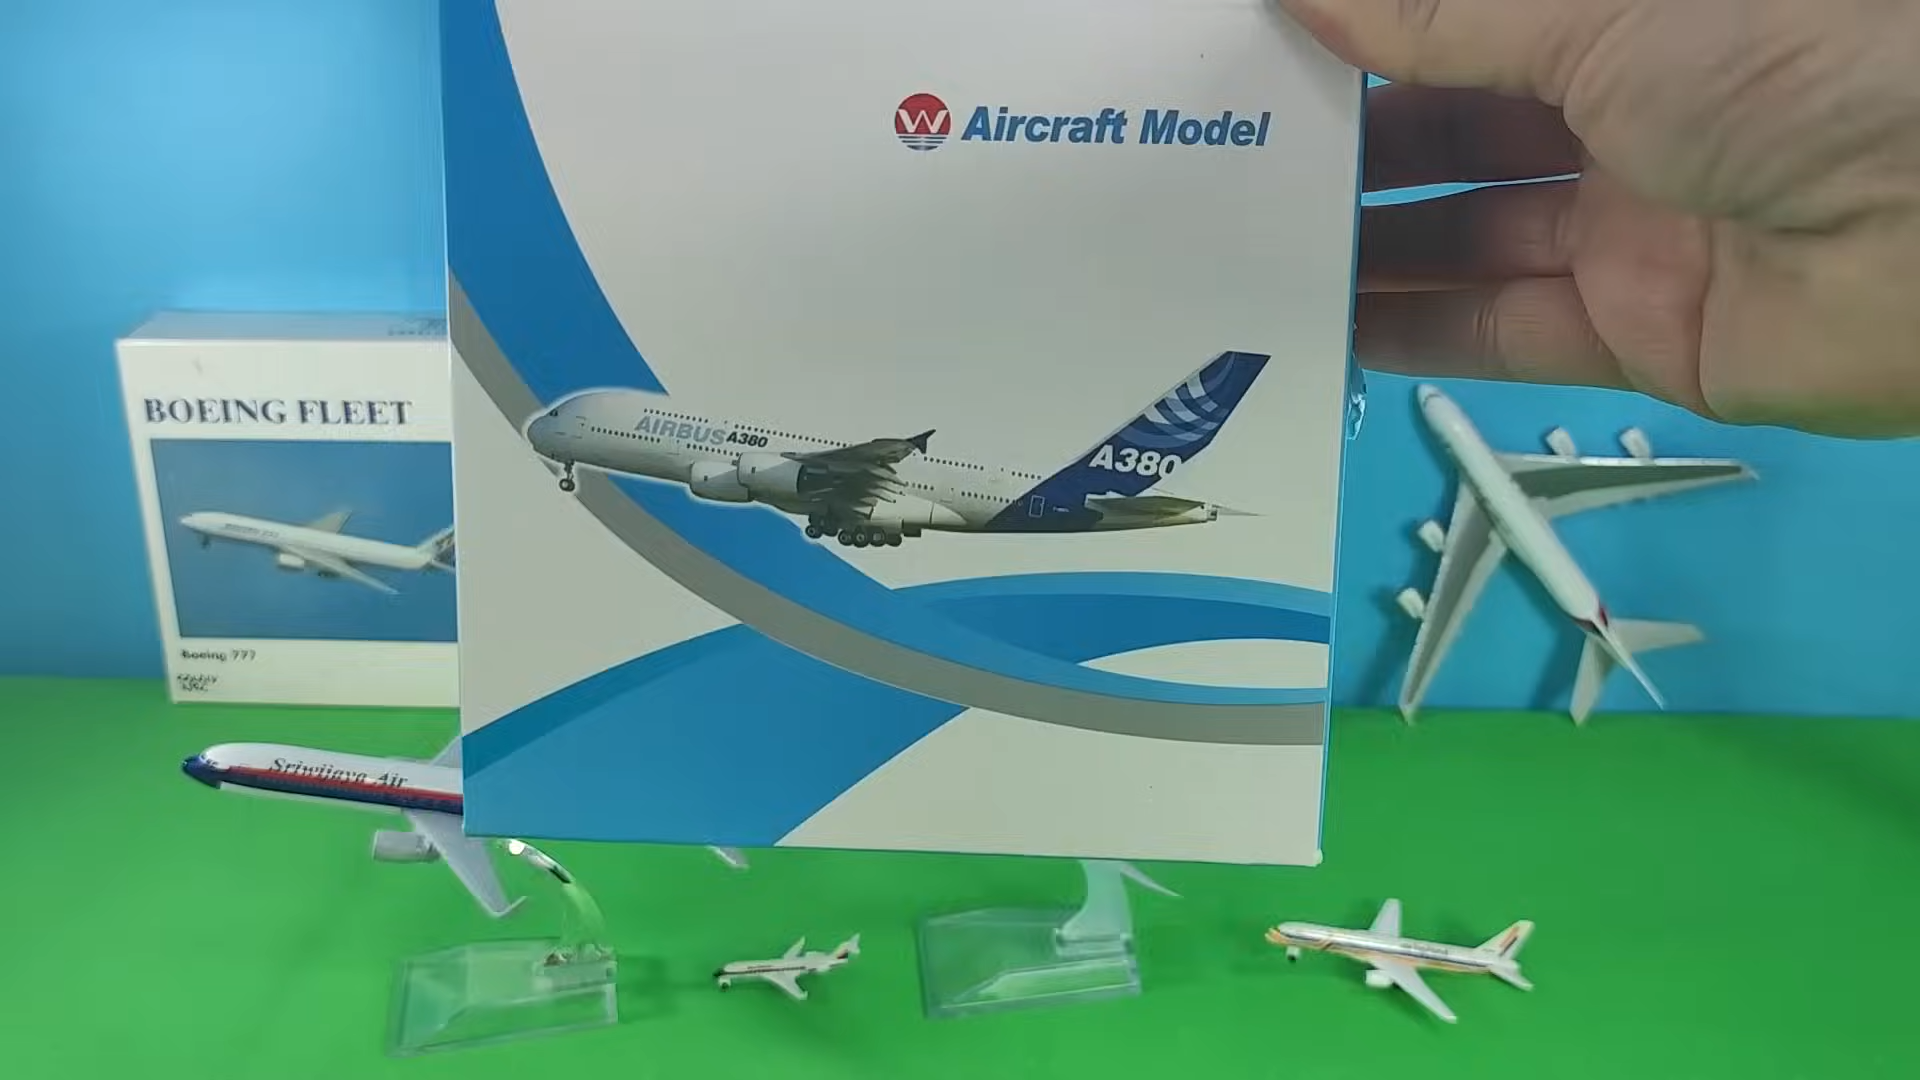 W Aircraft Model
AIRBUS A380
A380
BOEING FLEET
Boeing 777
Sriwijaya Air